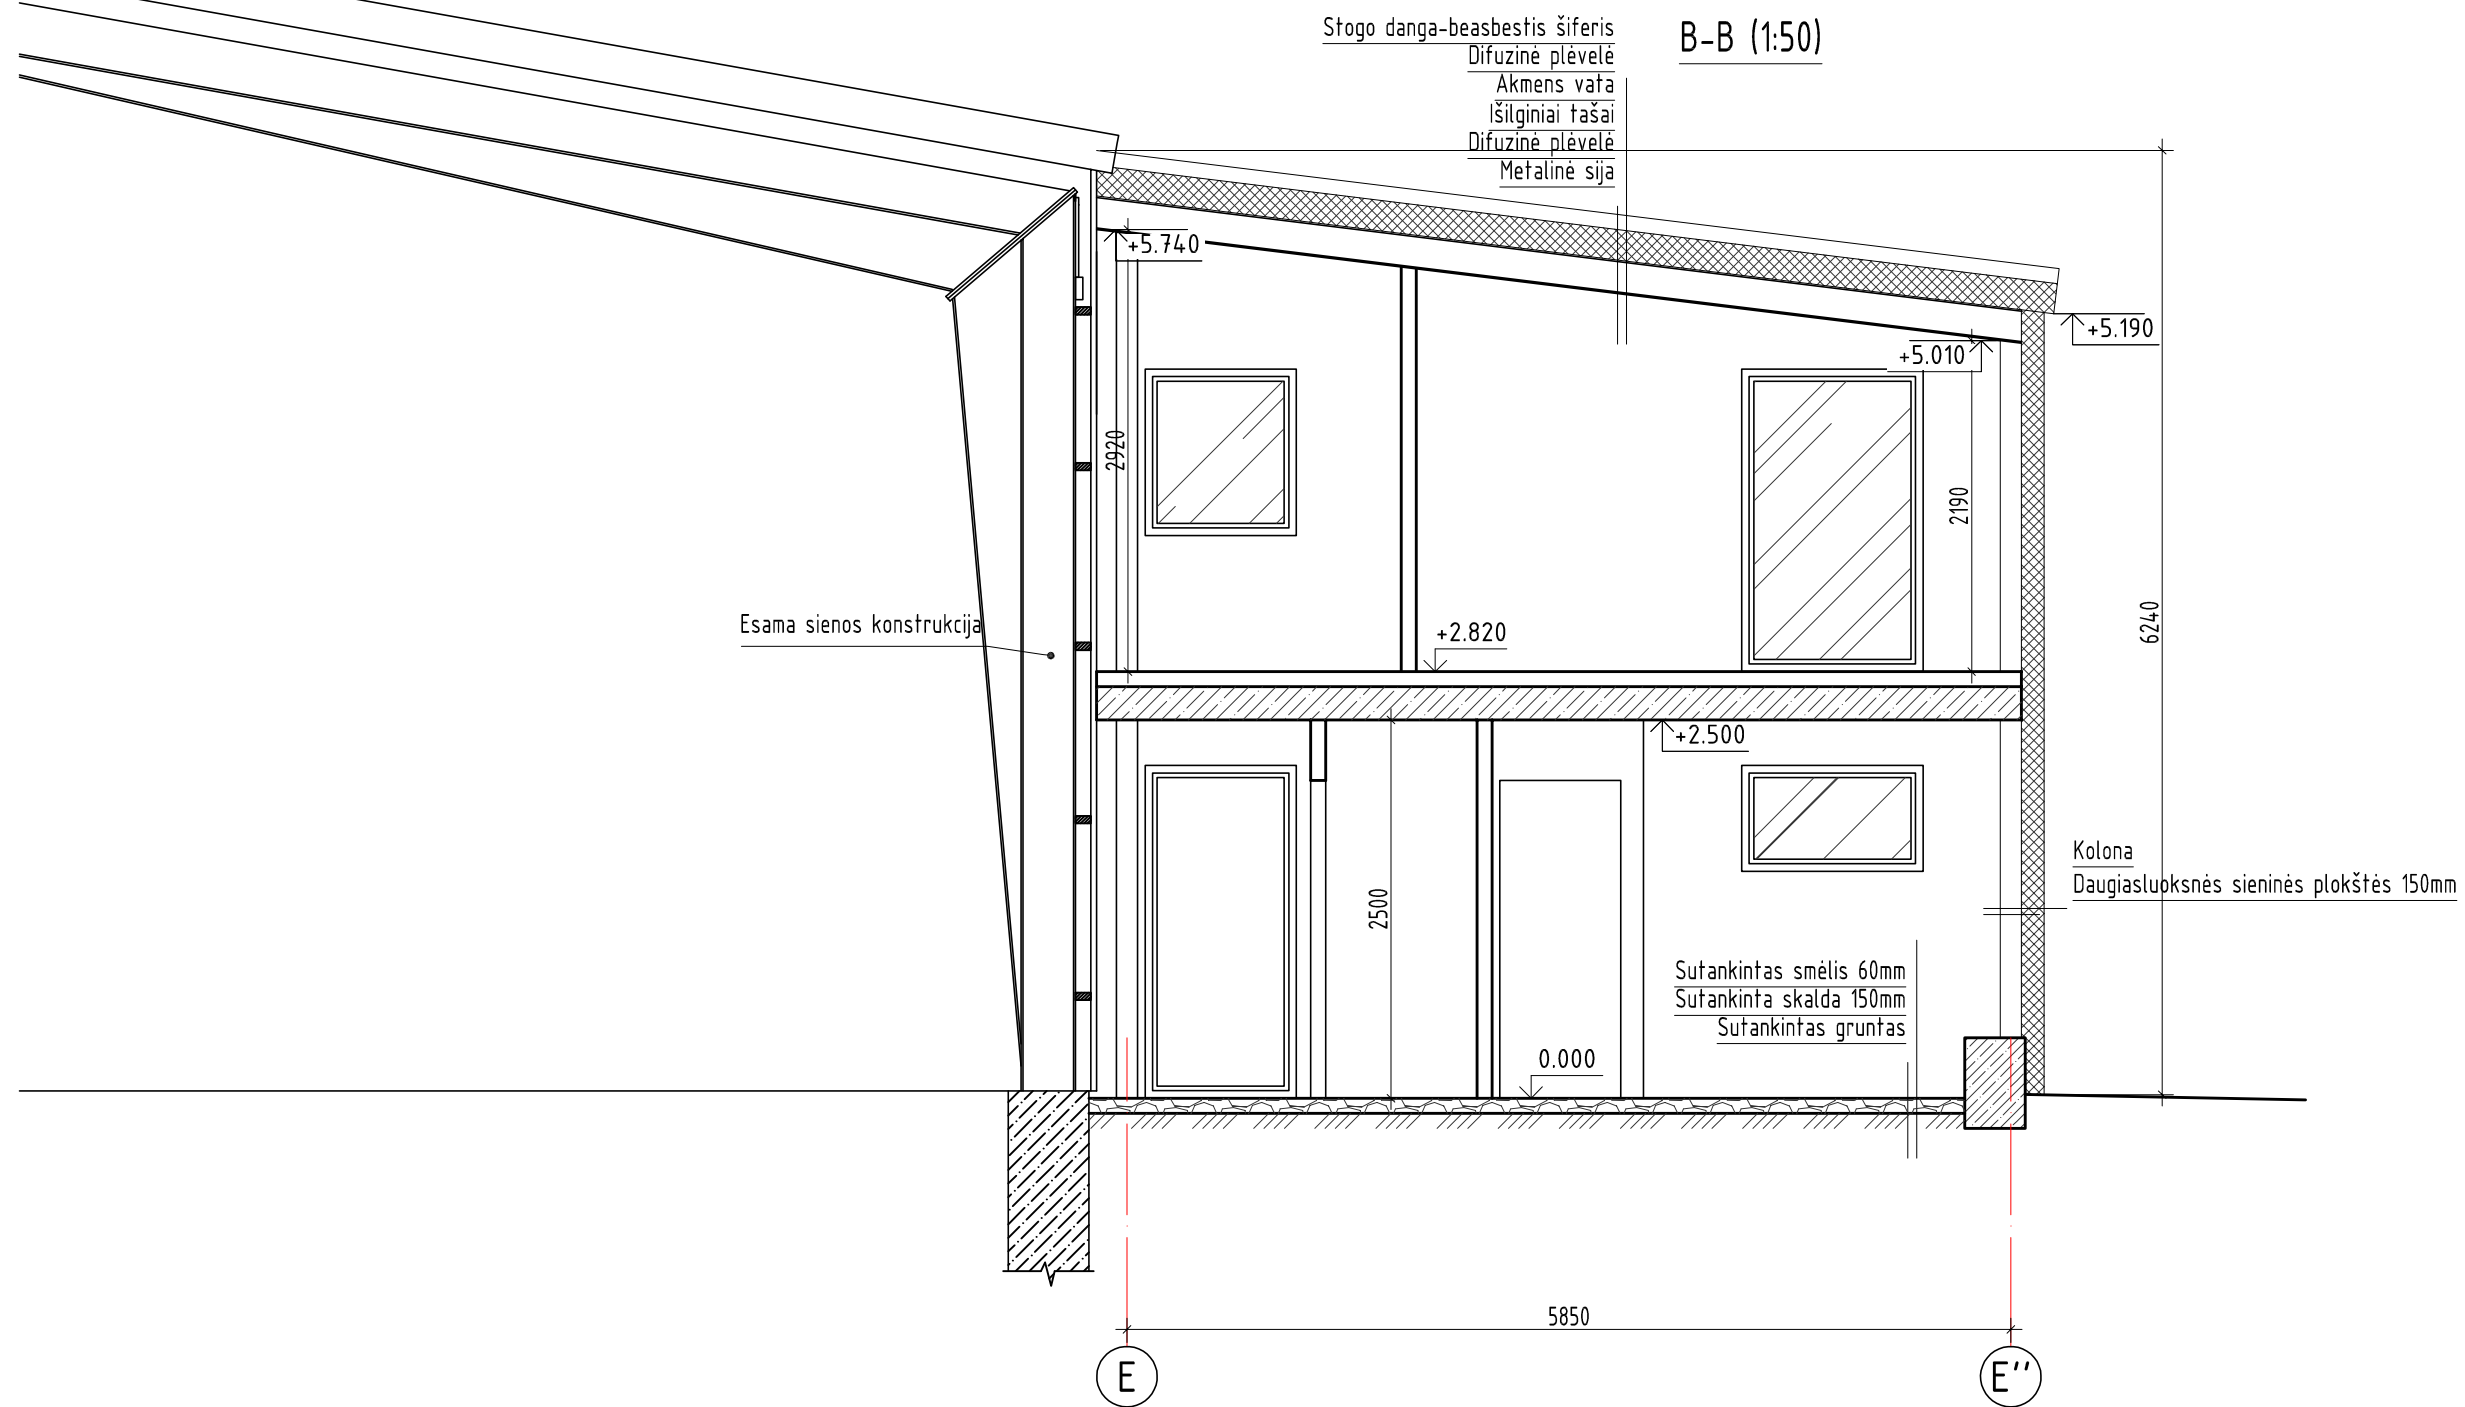 Stogo danga-beasbestis šiferis
Difuzinė plėvelė
Akmens vata
Išilginiai tašai
Difuzinė plėvelė
Metalinė sija
B-B (1:50)
+5.740
+5.190
+5.010
2920
2190
6240
Esama sienos konstrukcija
+2.820
+2.500
Kolona
Daugiasluoksnės sieninės plokštės 150mm
2500
Sutankintas smėlis 60mm
Sutankinta skalda 150mm
Sutankintas gruntas
0.000
5850
E
E''